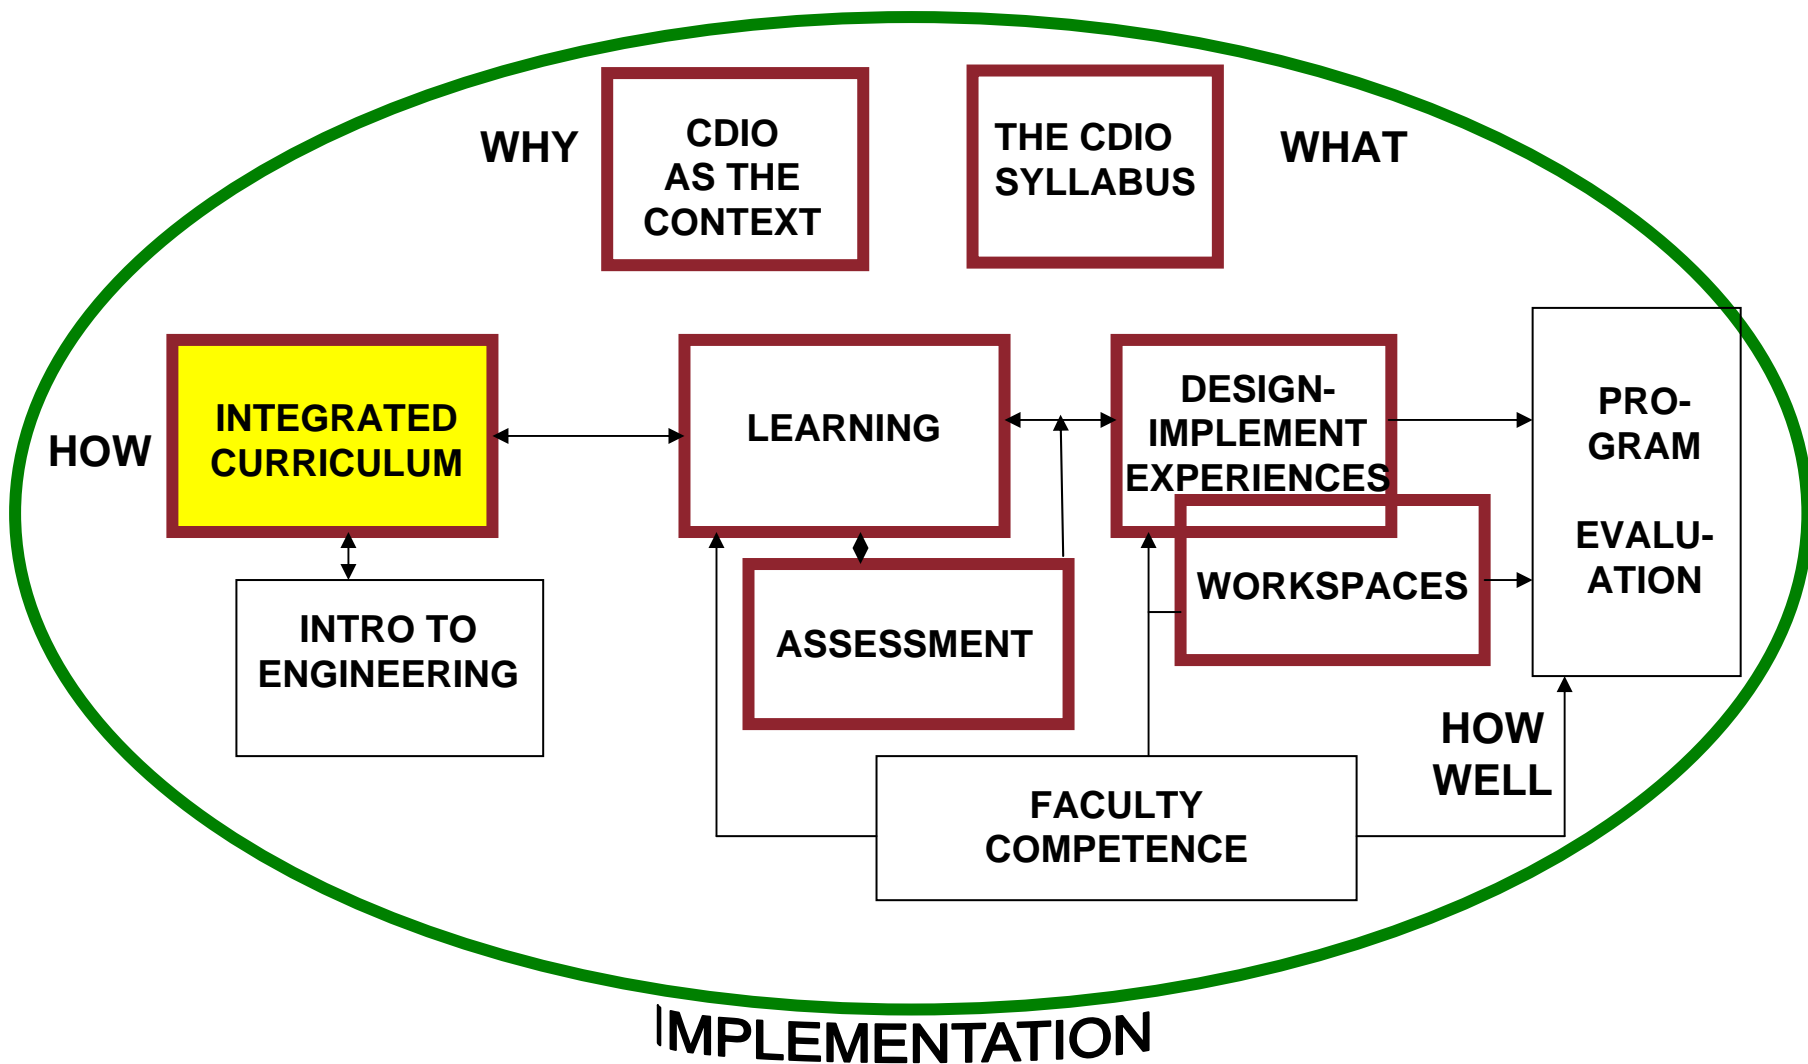 WHY
CDIO
AS THE
CONTEXT
THE CDIO
SYLLABUS
WHAT
HOW
INTEGRATED
CURRICULUM
LEARNING
DESIGN-
IMPLEMENT
EXPERIENCES
PRO-
GRAM
EVALU-
ATION
WORKSPACES
INTRO TO
ENGINEERING
ASSESSMENT
HOW
WELL
FACULTY
COMPETENCE
IMPLEMENTATION